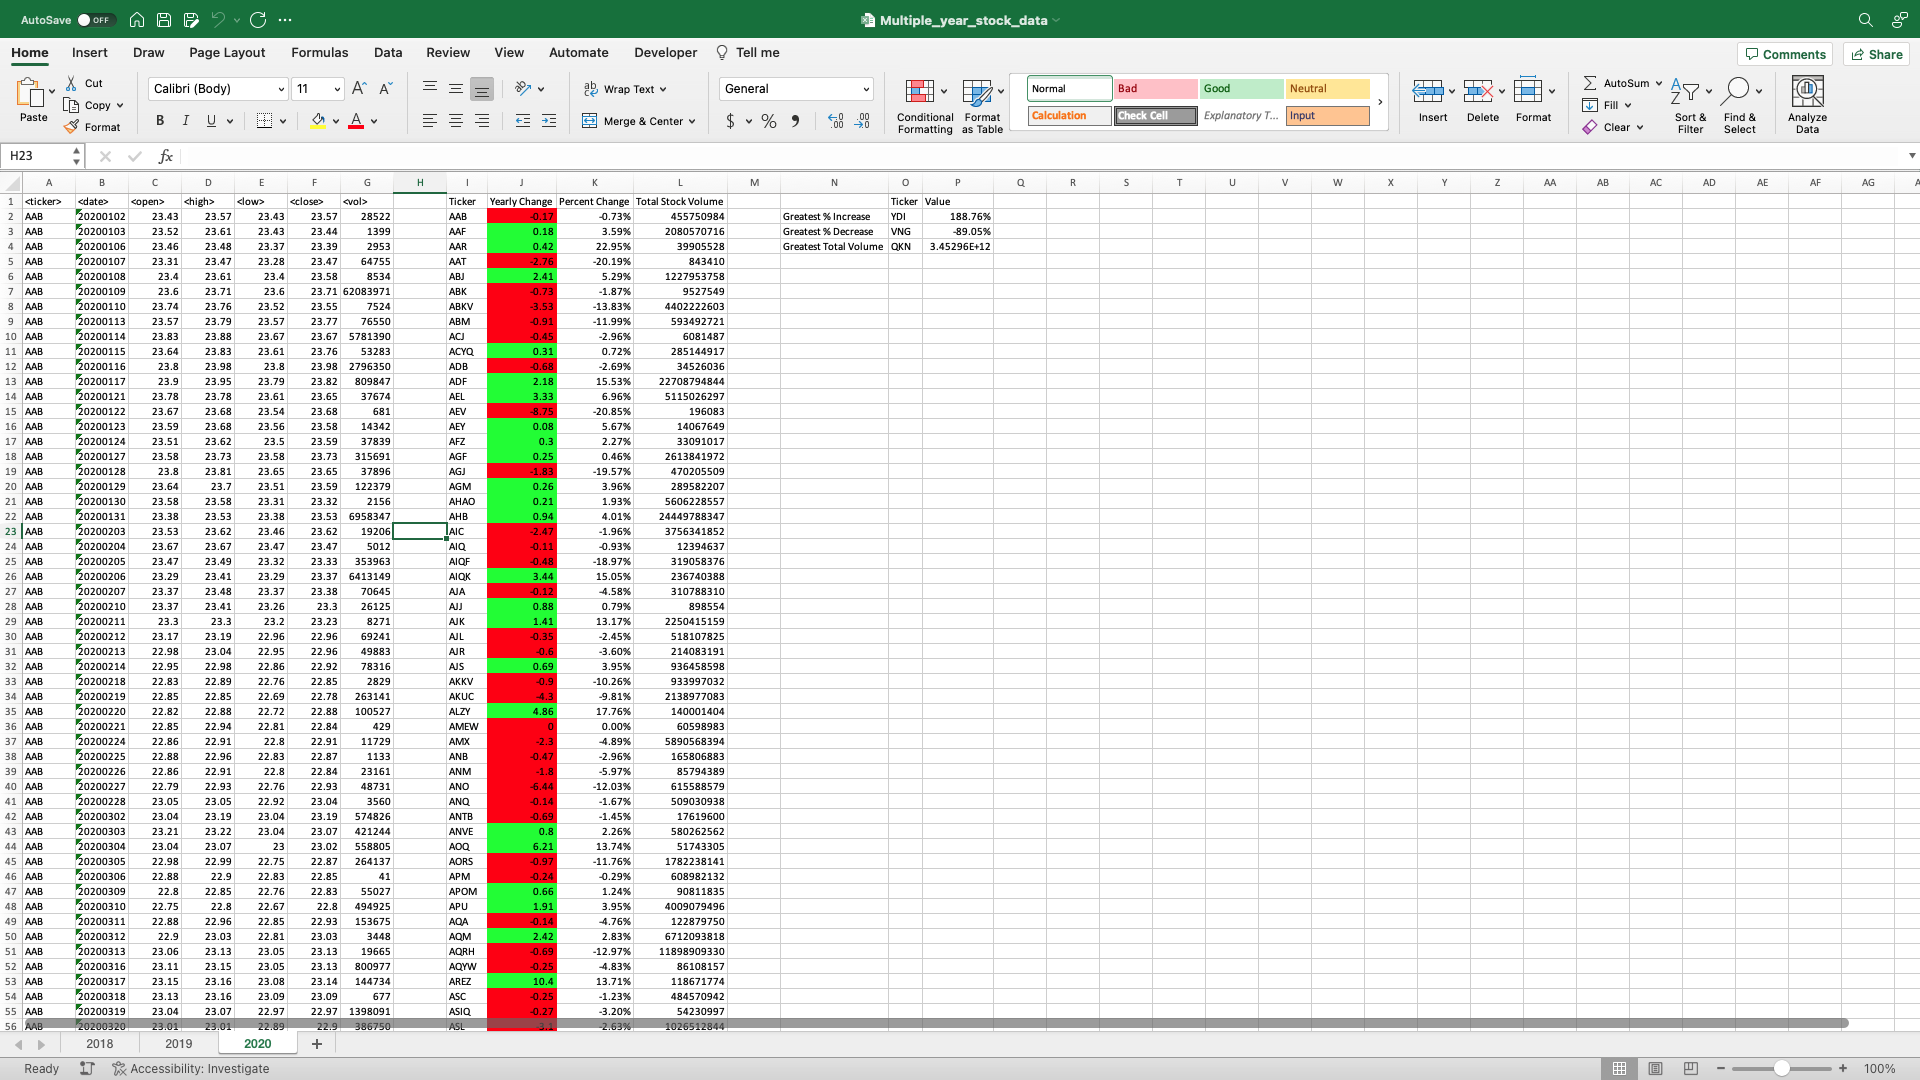 AutoSave OFF Multiple_year_stock_data
Home Insert Draw Page Layout Formulas Data Review View Automate Developer Tell me Comments Share
Paste Cut Copy Format Calibri (Body) 11 Wrap Text Merge & Center General Conditional Formatting Format as Table Normal Bad Good Neutral Calculation Check Cell Explanatory T... Input Insert Delete Format AutoSum Fill Clear Sort & Filter Find & Select Analyze Data
H23 fx
A B C D E F G H I J K L M N O P Q R S T U V W X Y Z AA AB AC AD AE AF AG
1 <ticker> <date> <open> <high> <low> <close> <vol> Ticker Yearly Change Percent Change Total Stock Volume Ticker Value
2 AAB 20200102 23.43 23.57 23.43 23.57 28522 AAB -0.17 -0.73% 455750984 Greatest % Increase YDI 188.76%
3 AAB 20200103 23.52 23.61 23.43 23.44 1399 AAF 0.18 3.59% 2080570716 Greatest % Decrease VNG -89.05%
4 AAB 20200106 23.46 23.48 23.37 23.39 2953 AAR 0.42 22.95% 39905528 Greatest Total Volume QKN 3.45296E+12
5 AAB 20200107 23.31 23.47 23.28 23.47 64755 AAT -2.76 -20.19% 843410
6 AAB 20200108 23.4 23.61 23.4 23.58 8534 ABJ 2.41 5.29% 1227953758
7 AAB 20200109 23.6 23.71 23.6 23.71 62083971 ABK -0.73 -1.87% 9527549
8 AAB 20200110 23.74 23.76 23.52 23.55 7524 ABKV -3.53 -13.83% 4402222603
9 AAB 20200113 23.57 23.79 23.57 23.77 76550 ABM -0.91 -11.99% 593492721
10 AAB 20200114 23.83 23.88 23.67 23.67 5781390 ACJ -0.45 -2.96% 6081487
11 AAB 20200115 23.64 23.83 23.61 23.76 53283 ACYQ 0.31 0.72% 285144917
12 AAB 20200116 23.8 23.98 23.8 23.98 2796350 ADB -0.68 -2.69% 34526036
13 AAB 20200117 23.9 23.95 23.79 23.82 809847 ADF 2.18 15.53% 22708794844
14 AAB 20200121 23.78 23.78 23.61 23.65 37674 AEL 3.33 6.96% 5115026297
15 AAB 20200122 23.67 23.68 23.54 23.68 681 AEV -8.75 -20.85% 196083
16 AAB 20200123 23.59 23.68 23.56 23.58 14342 AEY 0.08 5.67% 14067649
17 AAB 20200124 23.51 23.62 23.5 23.59 37839 AFZ 0.3 2.27% 33091017
18 AAB 20200127 23.58 23.73 23.58 23.73 315691 AGF 0.25 0.46% 2613841972
19 AAB 20200128 23.8 23.81 23.65 23.65 37896 AGJ -1.83 -19.57% 470205509
20 AAB 20200129 23.64 23.7 23.51 23.59 122379 AGM 0.26 3.96% 289582207
21 AAB 20200130 23.58 23.58 23.31 23.32 2156 AHAO 0.21 1.93% 5606228557
22 AAB 20200131 23.38 23.53 23.38 23.53 6958347 AHB 0.94 4.01% 24449788347
23 AAB 20200203 23.53 23.62 23.46 23.62 19206 AIC -2.47 -1.96% 3756341852
24 AAB 20200204 23.67 23.67 23.47 23.47 5012 AIQ -0.11 -0.93% 12394637
25 AAB 20200205 23.47 23.49 23.32 23.33 353963 AIQF -0.48 -18.97% 319058376
26 AAB 20200206 23.29 23.41 23.29 23.37 6413149 AIQK 3.44 15.05% 236740388
27 AAB 20200207 23.37 23.48 23.37 23.38 70645 AJA -0.12 -4.58% 310788310
28 AAB 20200210 23.37 23.41 23.26 23.3 26125 AJJ 0.88 0.79% 898554
29 AAB 20200211 23.3 23.3 23.2 23.23 8271 AJK 1.41 13.17% 2250415159
30 AAB 20200212 23.17 23.19 22.96 22.96 69241 AJL -0.35 -2.45% 518107825
31 AAB 20200213 22.98 23.04 22.95 22.96 49883 AJR -0.6 -3.60% 214083191
32 AAB 20200214 22.95 22.98 22.86 22.92 78316 AJS 0.69 3.95% 936458598
33 AAB 20200218 22.83 22.89 22.76 22.85 2829 AKKV -0.9 -10.26% 933997032
34 AAB 20200219 22.85 22.85 22.69 22.78 263141 AKUC -4.3 -9.81% 2138977083
35 AAB 20200220 22.82 22.88 22.72 22.88 100527 ALZY 4.86 17.76% 140001404
36 AAB 20200221 22.85 22.94 22.81 22.84 429 AMEW 0 0.00% 60598983
37 AAB 20200224 22.86 22.91 22.8 22.91 11729 AMX -2.3 -4.89% 5890568394
38 AAB 20200225 22.88 22.96 22.83 22.87 1133 ANB -0.47 -2.96% 165806883
39 AAB 20200226 22.86 22.91 22.8 22.84 23161 ANM -1.8 -5.97% 85794389
40 AAB 20200227 22.79 22.93 22.76 22.93 48731 ANO -6.44 -12.03% 615588579
41 AAB 20200228 23.05 23.05 22.92 23.04 3560 ANQ -0.14 -1.67% 509030938
42 AAB 20200302 23.04 23.19 23.04 23.19 574826 ANTB -0.69 -1.45% 17619600
43 AAB 20200303 23.21 23.22 23.04 23.07 421244 ANVE 0.8 2.26% 580262562
44 AAB 20200304 23.04 23.07 23 23.02 558805 AOQ 6.21 13.74% 51743305
45 AAB 20200305 22.98 22.99 22.75 22.87 264137 AORS -0.97 -11.76% 1782238141
46 AAB 20200306 22.88 22.9 22.83 22.85 41 APM -0.24 -0.29% 608982132
47 AAB 20200309 22.8 22.85 22.76 22.83 55027 APOM 0.66 1.24% 90811835
48 AAB 20200310 22.75 22.8 22.67 22.8 494925 APU 1.91 3.95% 4009079496
49 AAB 20200311 22.88 22.96 22.85 22.93 153675 AQA -0.14 -4.76% 122879750
50 AAB 20200312 22.9 23.03 22.81 23.03 3448 AQM 2.42 2.83% 6712093818
51 AAB 20200313 23.06 23.13 23.05 23.13 19665 AQRH -0.69 -12.97% 11898909330
52 AAB 20200316 23.11 23.15 23.05 23.13 800977 AQYW -0.25 -4.83% 86108157
53 AAB 20200317 23.15 23.16 23.08 23.14 144734 AREZ 10.4 13.71% 118671774
54 AAB 20200318 23.13 23.16 23.09 23.09 677 ASC -0.25 -1.23% 484570942
55 AAB 20200319 23.04 23.07 22.97 22.97 1398091 ASIQ -0.27 -3.20% 54230997
56 AAB 20200320 23.01 23.01 22.89 22.9 386750 ASL -3.1 -2.63% 1026512844
2018 2019 2020
Ready Accessibility: Investigate 100%